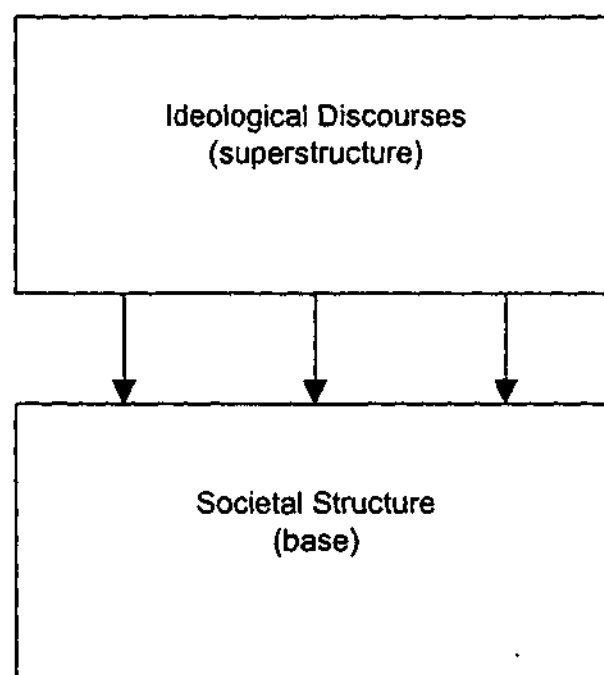 Ideological Discourses
(superstructure)
Societal Structure
(base)